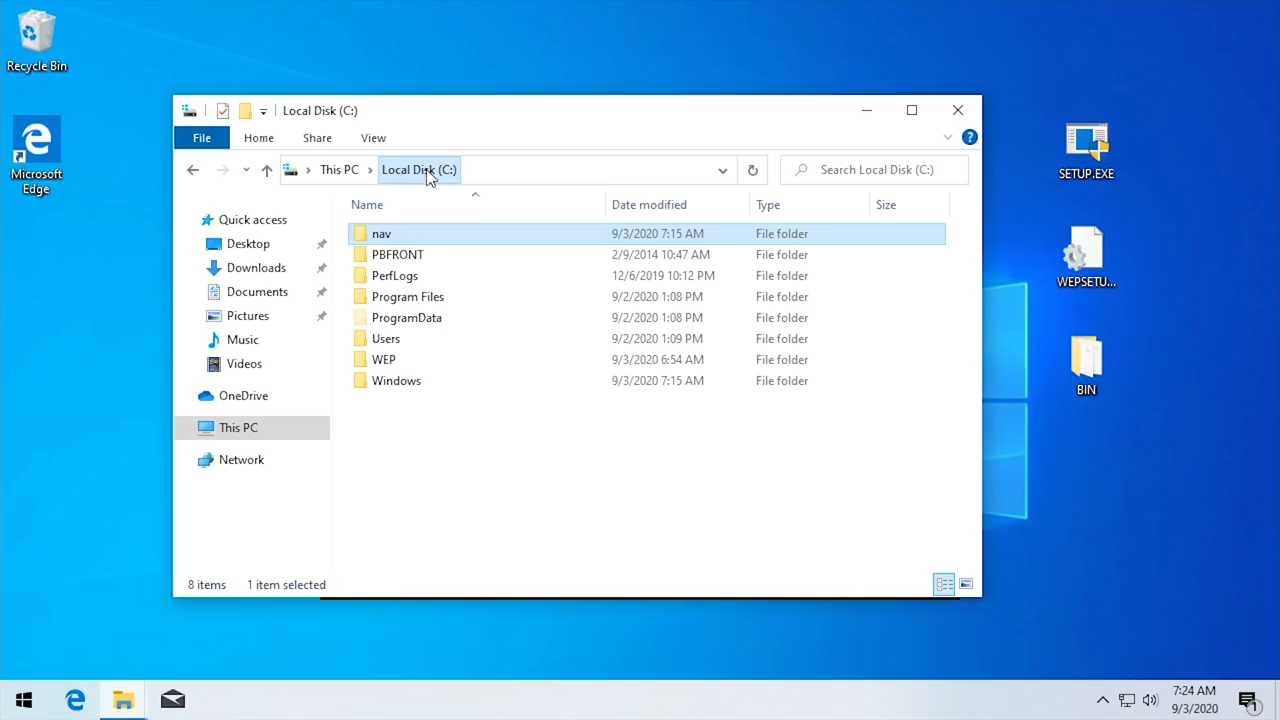 Recycle Bin
Microsoft
Edge
SETUP.EXE
WEPSETU...
BIN
Local Disk (C:)
File Home Share View
This PC Local Disk (C:) Search Local Disk (C:)
Name Date modified Type Size
Quick access
Desktop
Downloads
Documents
Pictures
Music
Videos
OneDrive
This PC
Network
nav 9/3/2020 7:15 AM File folder
PBFRONT 2/9/2014 10:47 AM File folder
PerfLogs 12/6/2019 10:12 PM File folder
Program Files 9/2/2020 1:08 PM File folder
ProgramData 9/2/2020 1:08 PM File folder
Users 9/2/2020 1:09 PM File folder
WEP 9/3/2020 6:54 AM File folder
Windows 9/3/2020 7:15 AM File folder
8 items 1 item selected
7:24 AM
9/3/2020
1